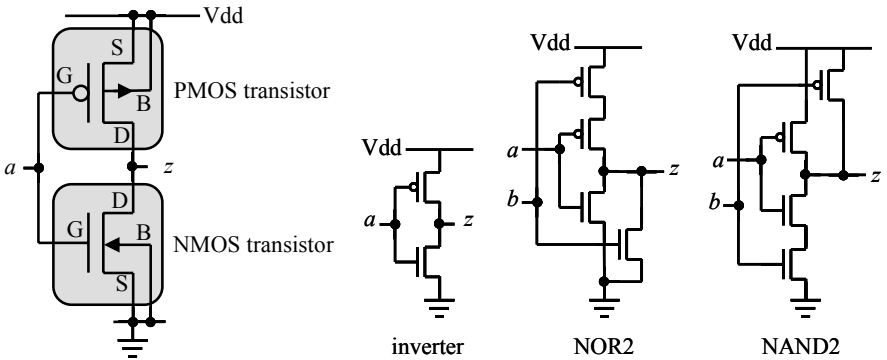 Vdd
S
G
B
PMOS transistor
D
a
z
D
G
B
NMOS transistor
S
Vdd
a
z
inverter
Vdd
a
z
b
NOR2
Vdd
a
z
b
NAND2